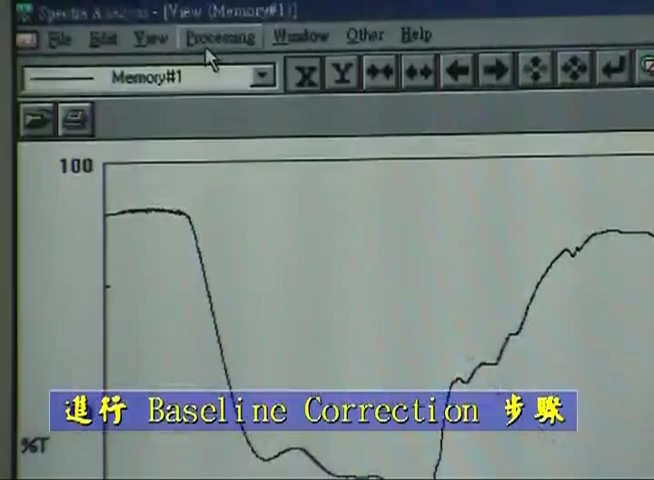 Spectra Analysis - [View (Memory#1)]
File Edit View Processing Window Other Help
Memory#1 X Y
100
進行 Baseline Correction 步驟
%T